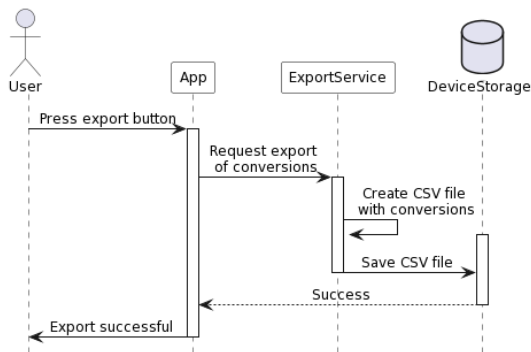 User
App
ExportService
DeviceStorage
Press export button
Request export
of conversions
Create CSV file
with conversions
Save CSV file
Success
Export successful